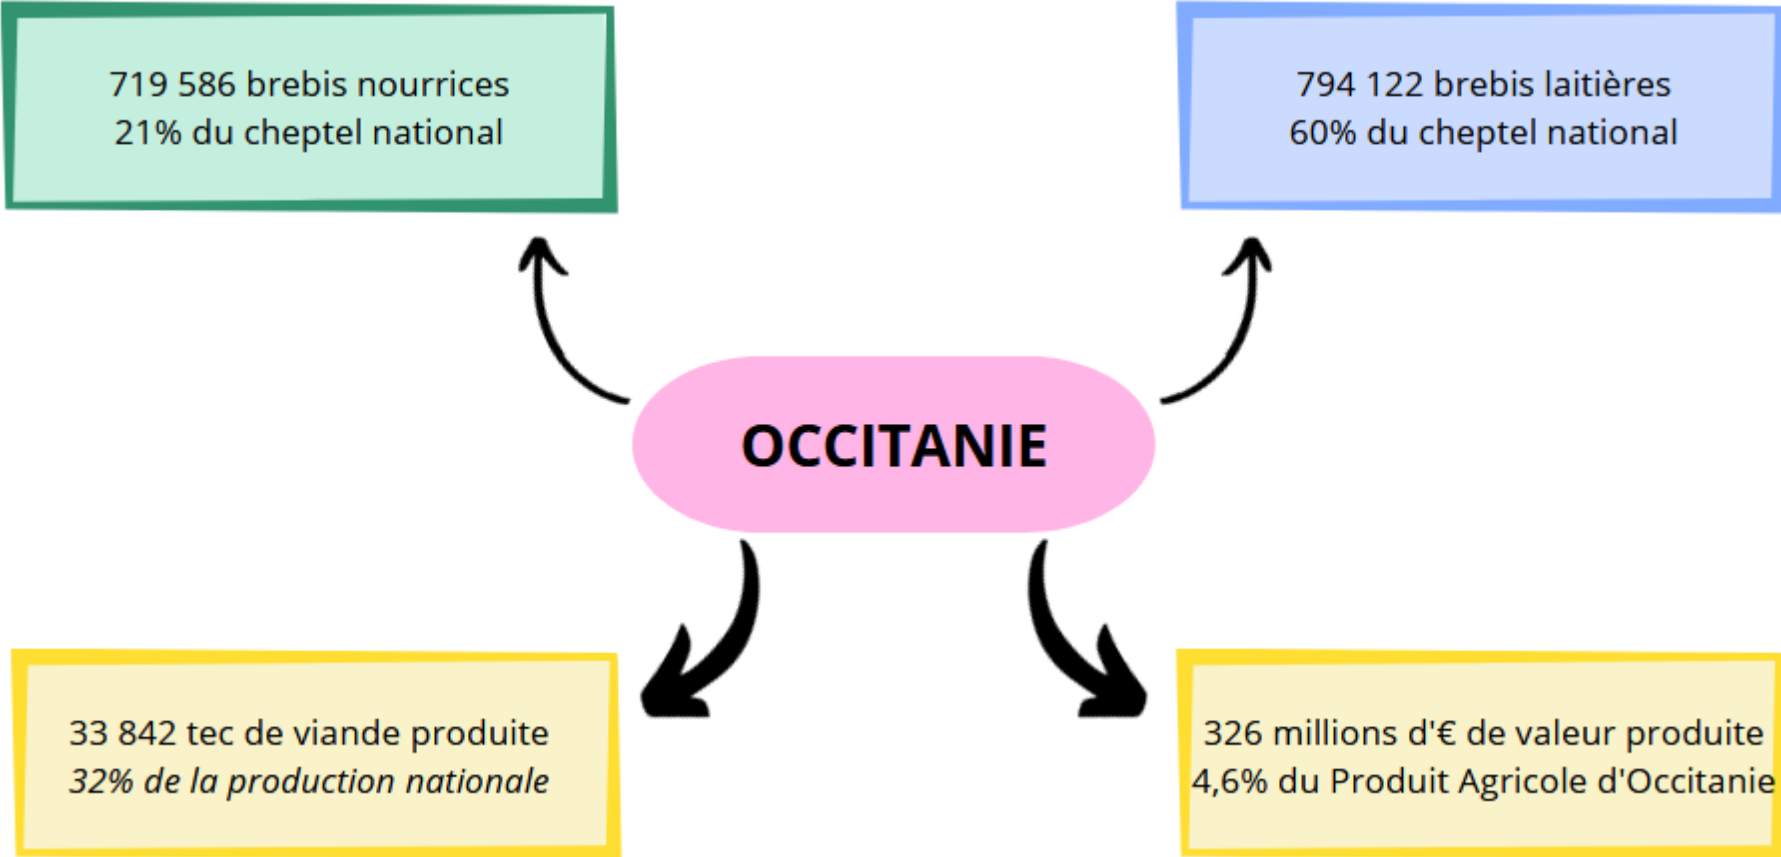 719 586 brebis nourrices
21% du cheptel national
794 122 brebis laitières
60% du cheptel national
OCCITANIE
33 842 tec de viande produite
32% de la production nationale
326 millions d'€ de valeur produite
4,6% du Produit Agricole d'Occitanie